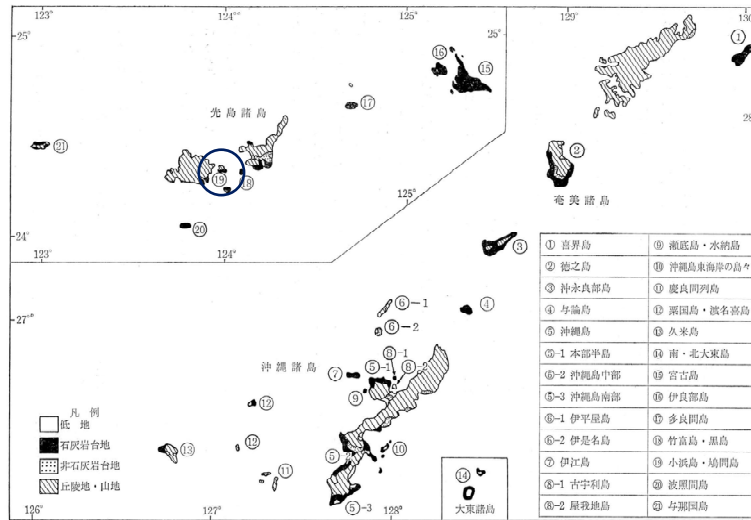 123° 124° 125° 129° 130
25°
①
⑯
⑮
⑰
光島諸島
28
㉑
②
125°
⑲
⑱
奄美諸島
⑳
24°
123° 124°
③
① 喜界島 ⑨ 瀬底島・水納島
② 徳之島 ⑩ 沖縄島東海岸の島々
③ 沖永良部島 ⑪ 慶良間列島
④ 与論島 ⑫ 粟国島・渡名喜島
⑤ 沖縄島 ⑬ 久米島
⑤-1 本部半島 ⑭ 南・北大東島
⑤-2 沖縄島中部 ⑮ 宮古島
⑤-3 沖縄島南部 ⑯ 伊良部島
⑥-1 伊平屋島 ⑰ 多良間島
⑥-2 伊是名島 ⑱ 竹富島・黒島
⑦ 伊江島 ⑲ 小浜島・鳩間島
⑧-1 古宇利島 ⑳ 波照間島
⑧-2 屋我地島 ㉑ 与那国島
⑥-1
④
27°
⑥-2
沖縄諸島
⑧-1
⑦
⑤-1
⑧-2
⑨
⑫
凡例
低地
石灰岩台地
非石灰岩台地
丘陵地・山地
⑬
⑫
⑩
⑤-2
⑪
⑭
大東諸島
⑤-3
126° 127° 128°